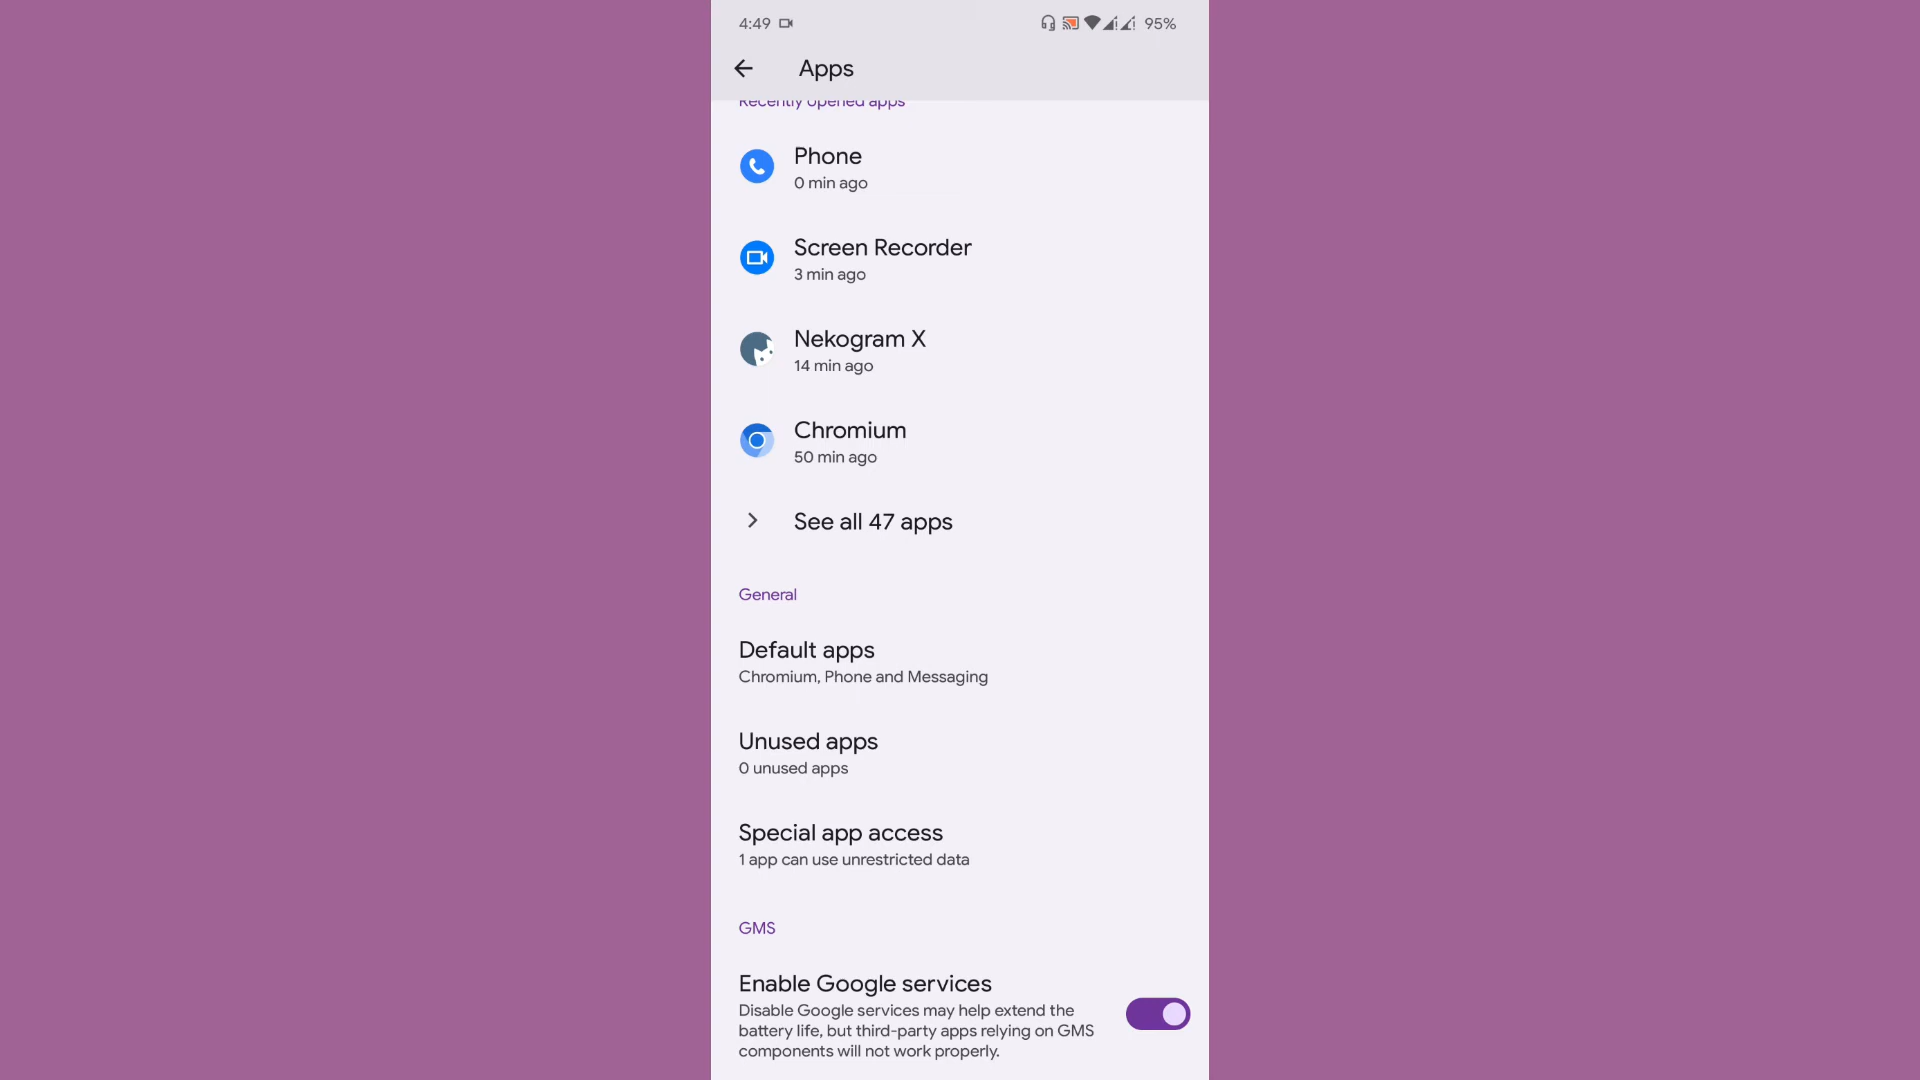 4:49
95%
Apps
Recently opened apps
Phone
0 min ago
Screen Recorder
3 min ago
Nekogram X
14 min ago
Chromium
50 min ago
See all 47 apps
General
Default apps
Chromium, Phone and Messaging
Unused apps
0 unused apps
Special app access
1 app can use unrestricted data
GMS
Enable Google services
Disable Google services may help extend the
battery life, but third-party apps relying on GMS
components will not work properly.